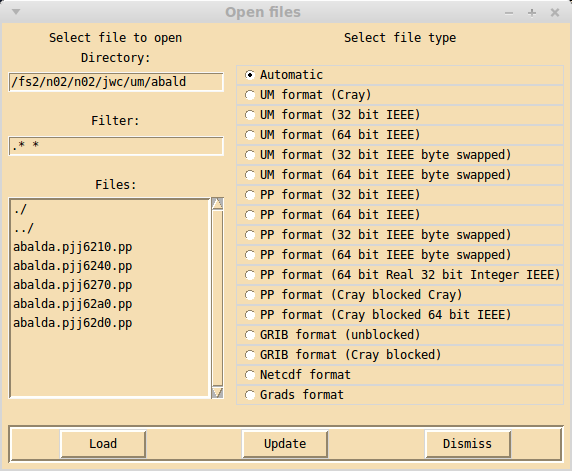 Open files
Select file to open
Directory:
/fs2/n02/n02/jwc/um/abald
Filter:
.* *
Files:
./
../
abalda.pjj6210.pp
abalda.pjj6240.pp
abalda.pjj6270.pp
abalda.pjj62a0.pp
abalda.pjj62d0.pp
Select file type
Automatic
UM format (Cray)
UM format (32 bit IEEE)
UM format (64 bit IEEE)
UM format (32 bit IEEE byte swapped)
UM format (64 bit IEEE byte swapped)
PP format (32 bit IEEE)
PP format (64 bit IEEE)
PP format (32 bit IEEE byte swapped)
PP format (64 bit IEEE byte swapped)
PP format (64 bit Real 32 bit Integer IEEE)
PP format (Cray blocked Cray)
PP format (Cray blocked 64 bit IEEE)
GRIB format (unblocked)
GRIB format (Cray blocked)
Netcdf format
Grads format
Load
Update
Dismiss